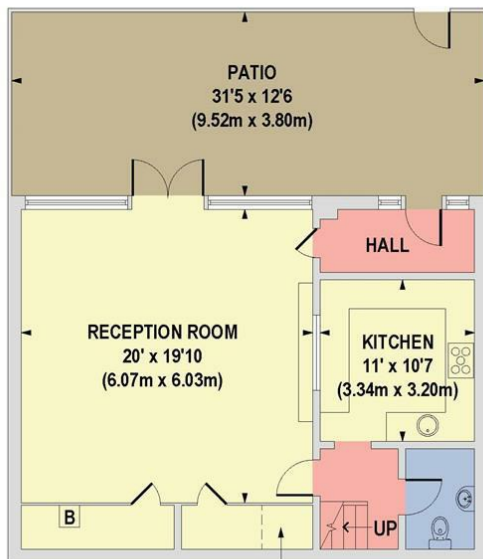 PATIO
31'5 x 12'6
(9.52m x 3.80m)
HALL
RECEPTION ROOM
20' x 19'10
(6.07m x 6.03m)
KITCHEN
11' x 10'7
(3.34m x 3.20m)
B
UP